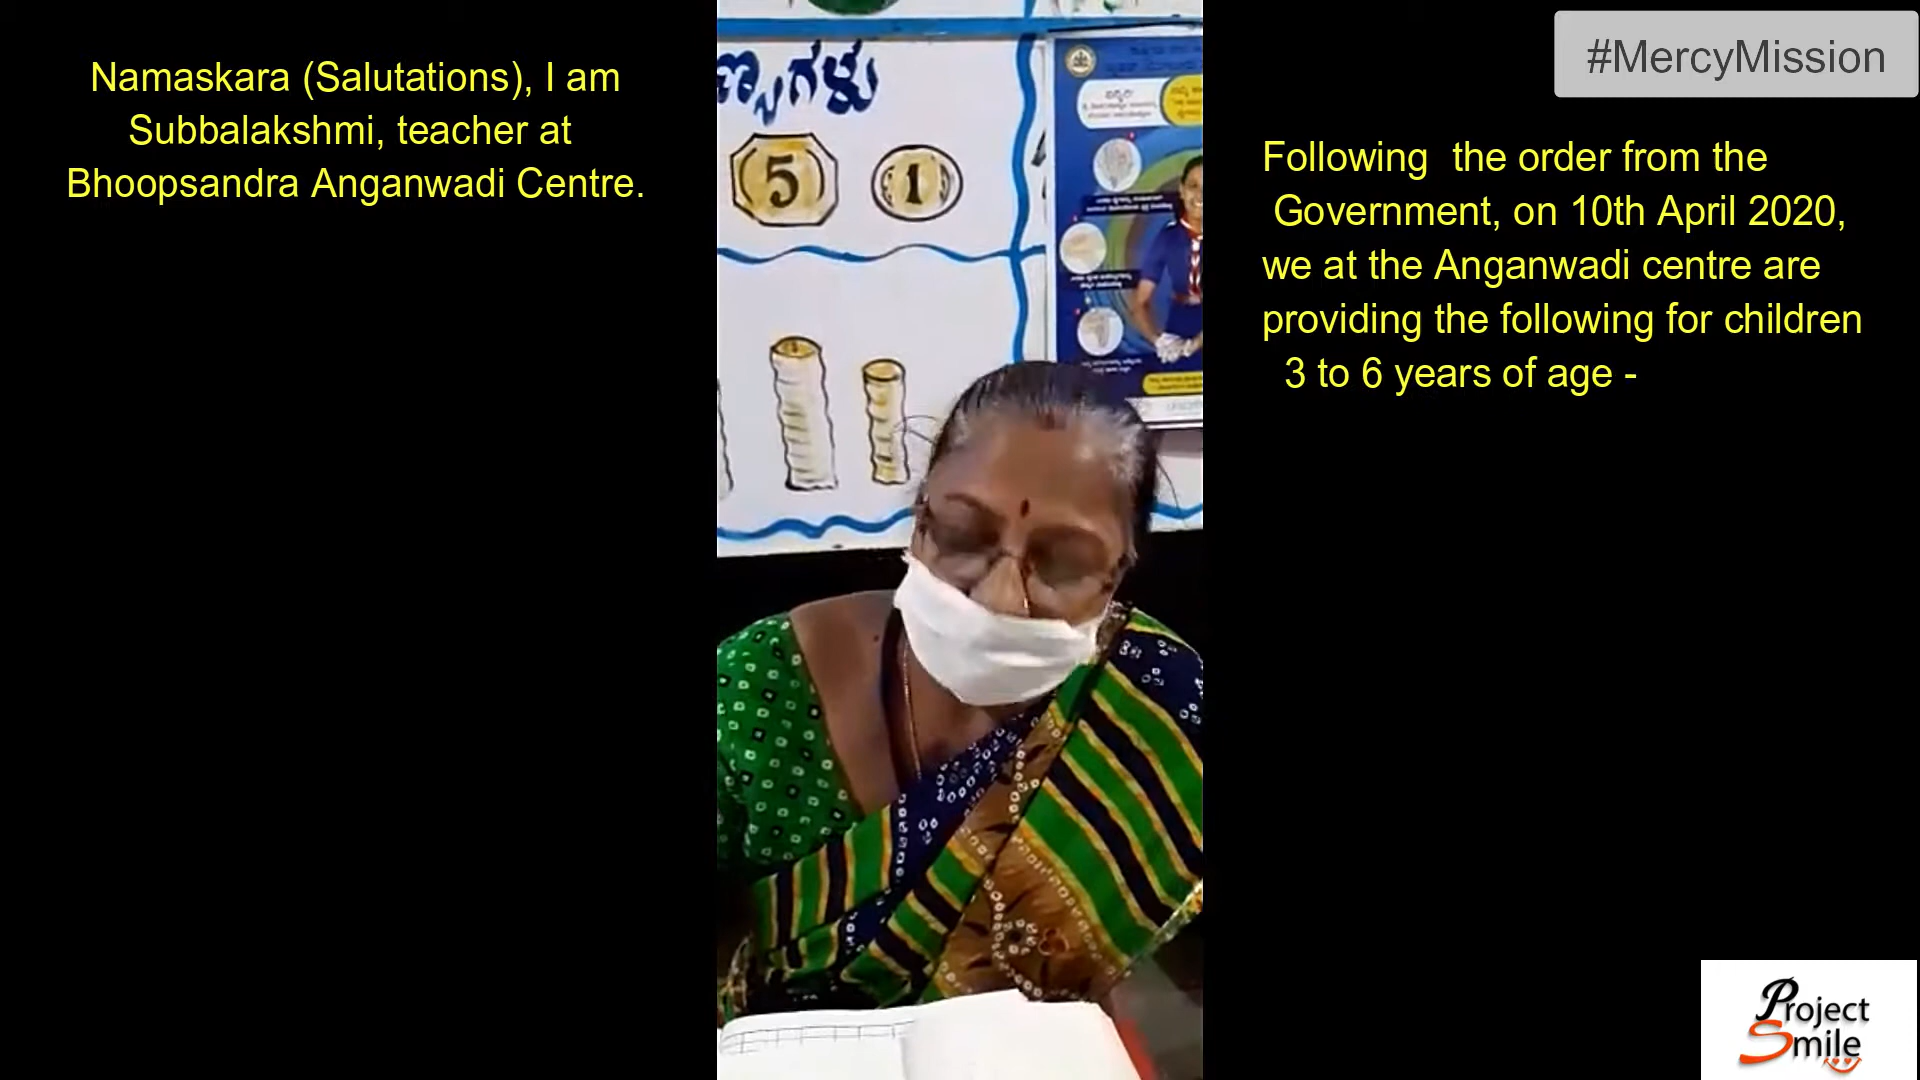 Namaskara (Salutations), I am
Subbalakshmi, teacher at
Bhoopsandra Anganwadi Centre.
#MercyMission
Following the order from the
Government, on 10th April 2020,
we at the Anganwadi centre are
providing the following for children
3 to 6 years of age -
5
1
Project
Smile